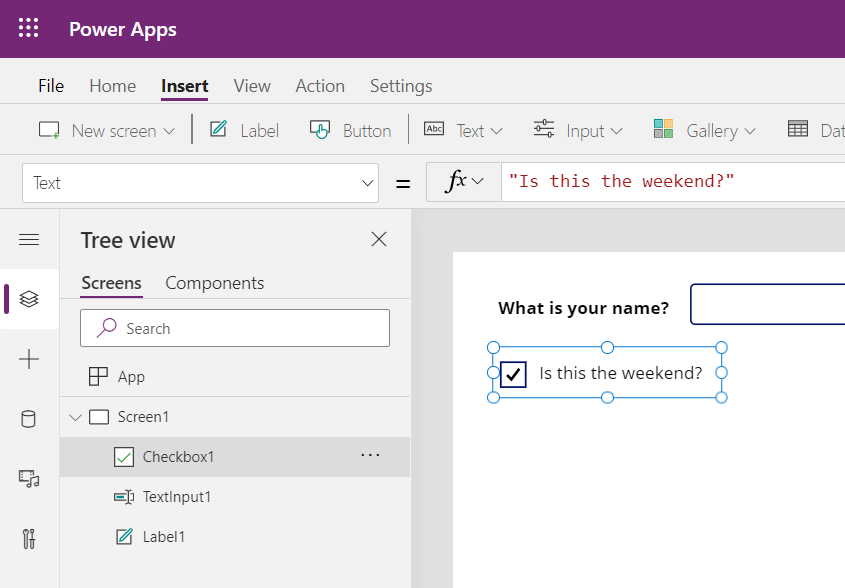 Power Apps
File Home Insert View Action Settings
New screen Label Button Abc Text Input Gallery Dat
Text = fx "Is this the weekend?"
Tree view
Screens Components
Search
App
Screen1
Checkbox1 ...
TextInput1
Label1
What is your name?
Is this the weekend?